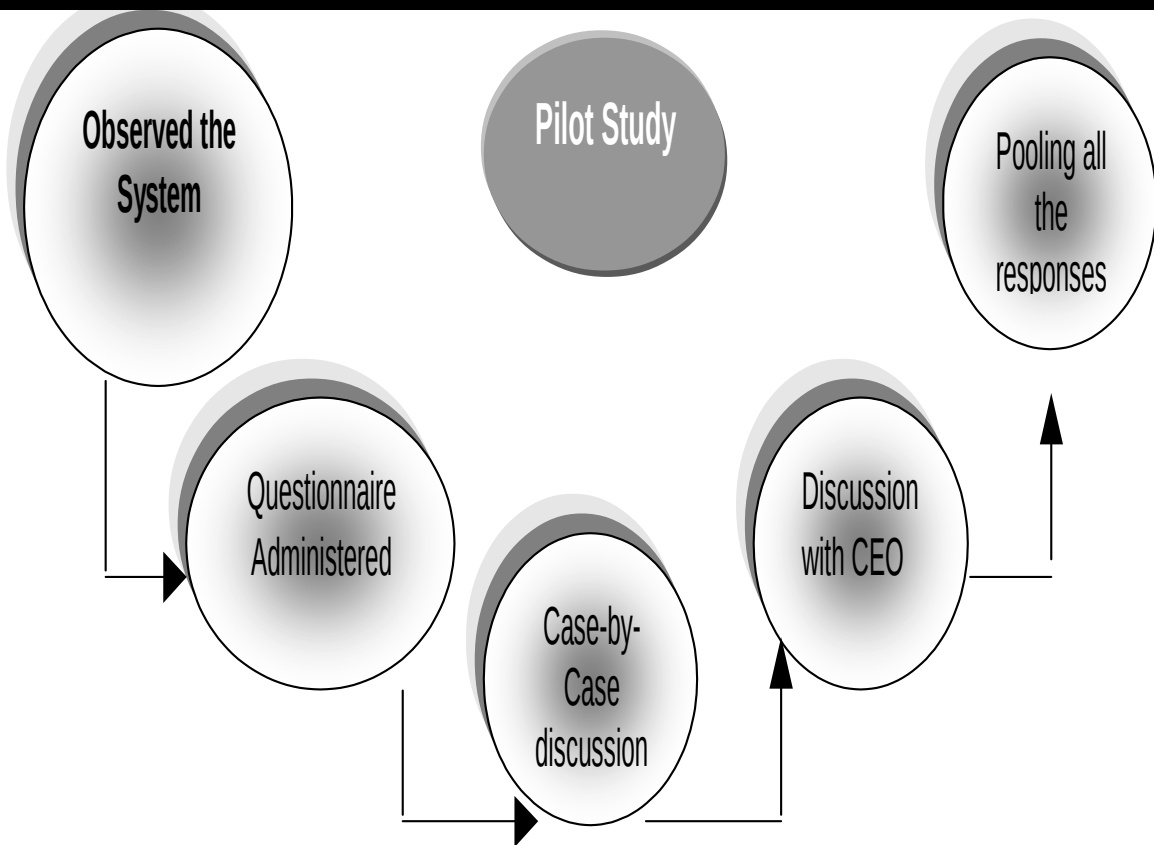 Observed the
System
Pilot Study
Pooling all
the
responses
Questionnaire
Administered
Discussion
with CEO
Case-by-
Case
discussion